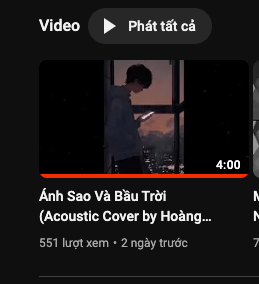 Video
Phát tất cả
4:00
Ánh Sao Và Bầu Trời
(Acoustic Cover by Hoàng...
551 lượt xem • 2 ngày trước